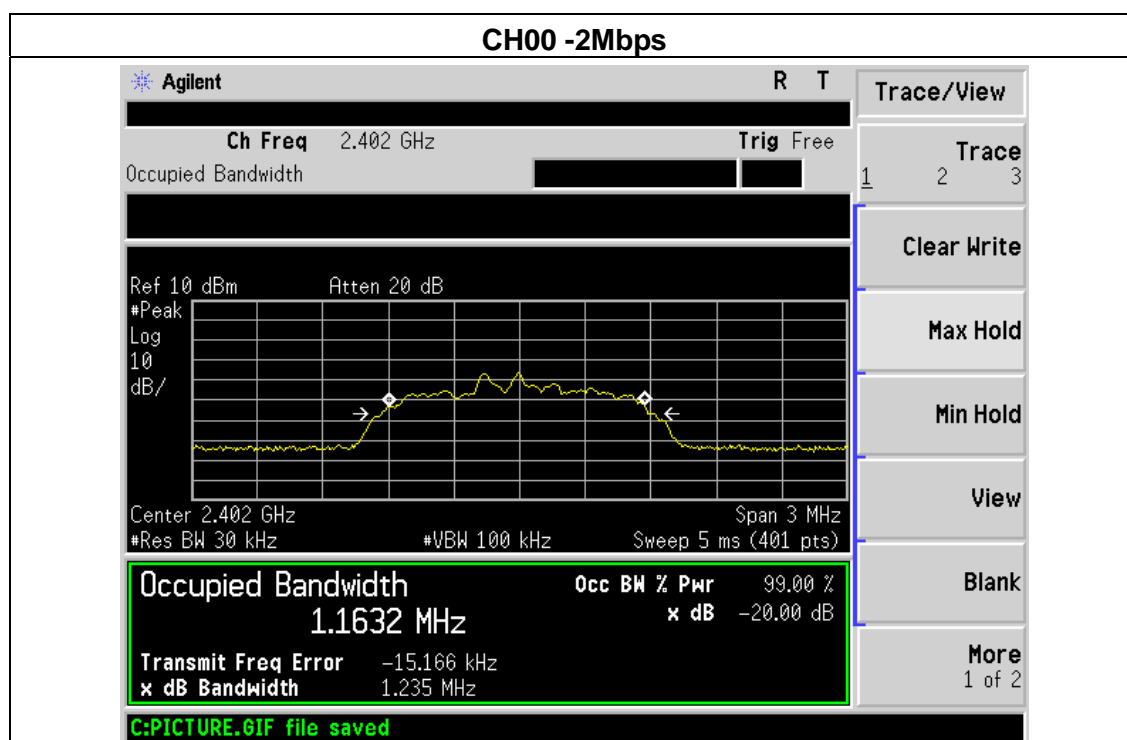 CH00 -2Mbps
Agilent R T
Ch Freq 2.402 GHz Trig Free
Occupied Bandwidth
Ref 10 dBm Atten 20 dB
#Peak
Log
10
dB/
Center 2.402 GHz Span 3 MHz
#Res BW 30 kHz #VBW 100 kHz Sweep 5 ms (401 pts)
Occupied Bandwidth Occ BW % Pwr 99.00 %
1.1632 MHz x dB -20.00 dB
Transmit Freq Error -15.166 kHz
x dB Bandwidth 1.235 MHz
C:PICTURE.GIF file saved
Trace/View
Trace
1 2 3
Clear Write
Max Hold
Min Hold
View
Blank
More
1 of 2